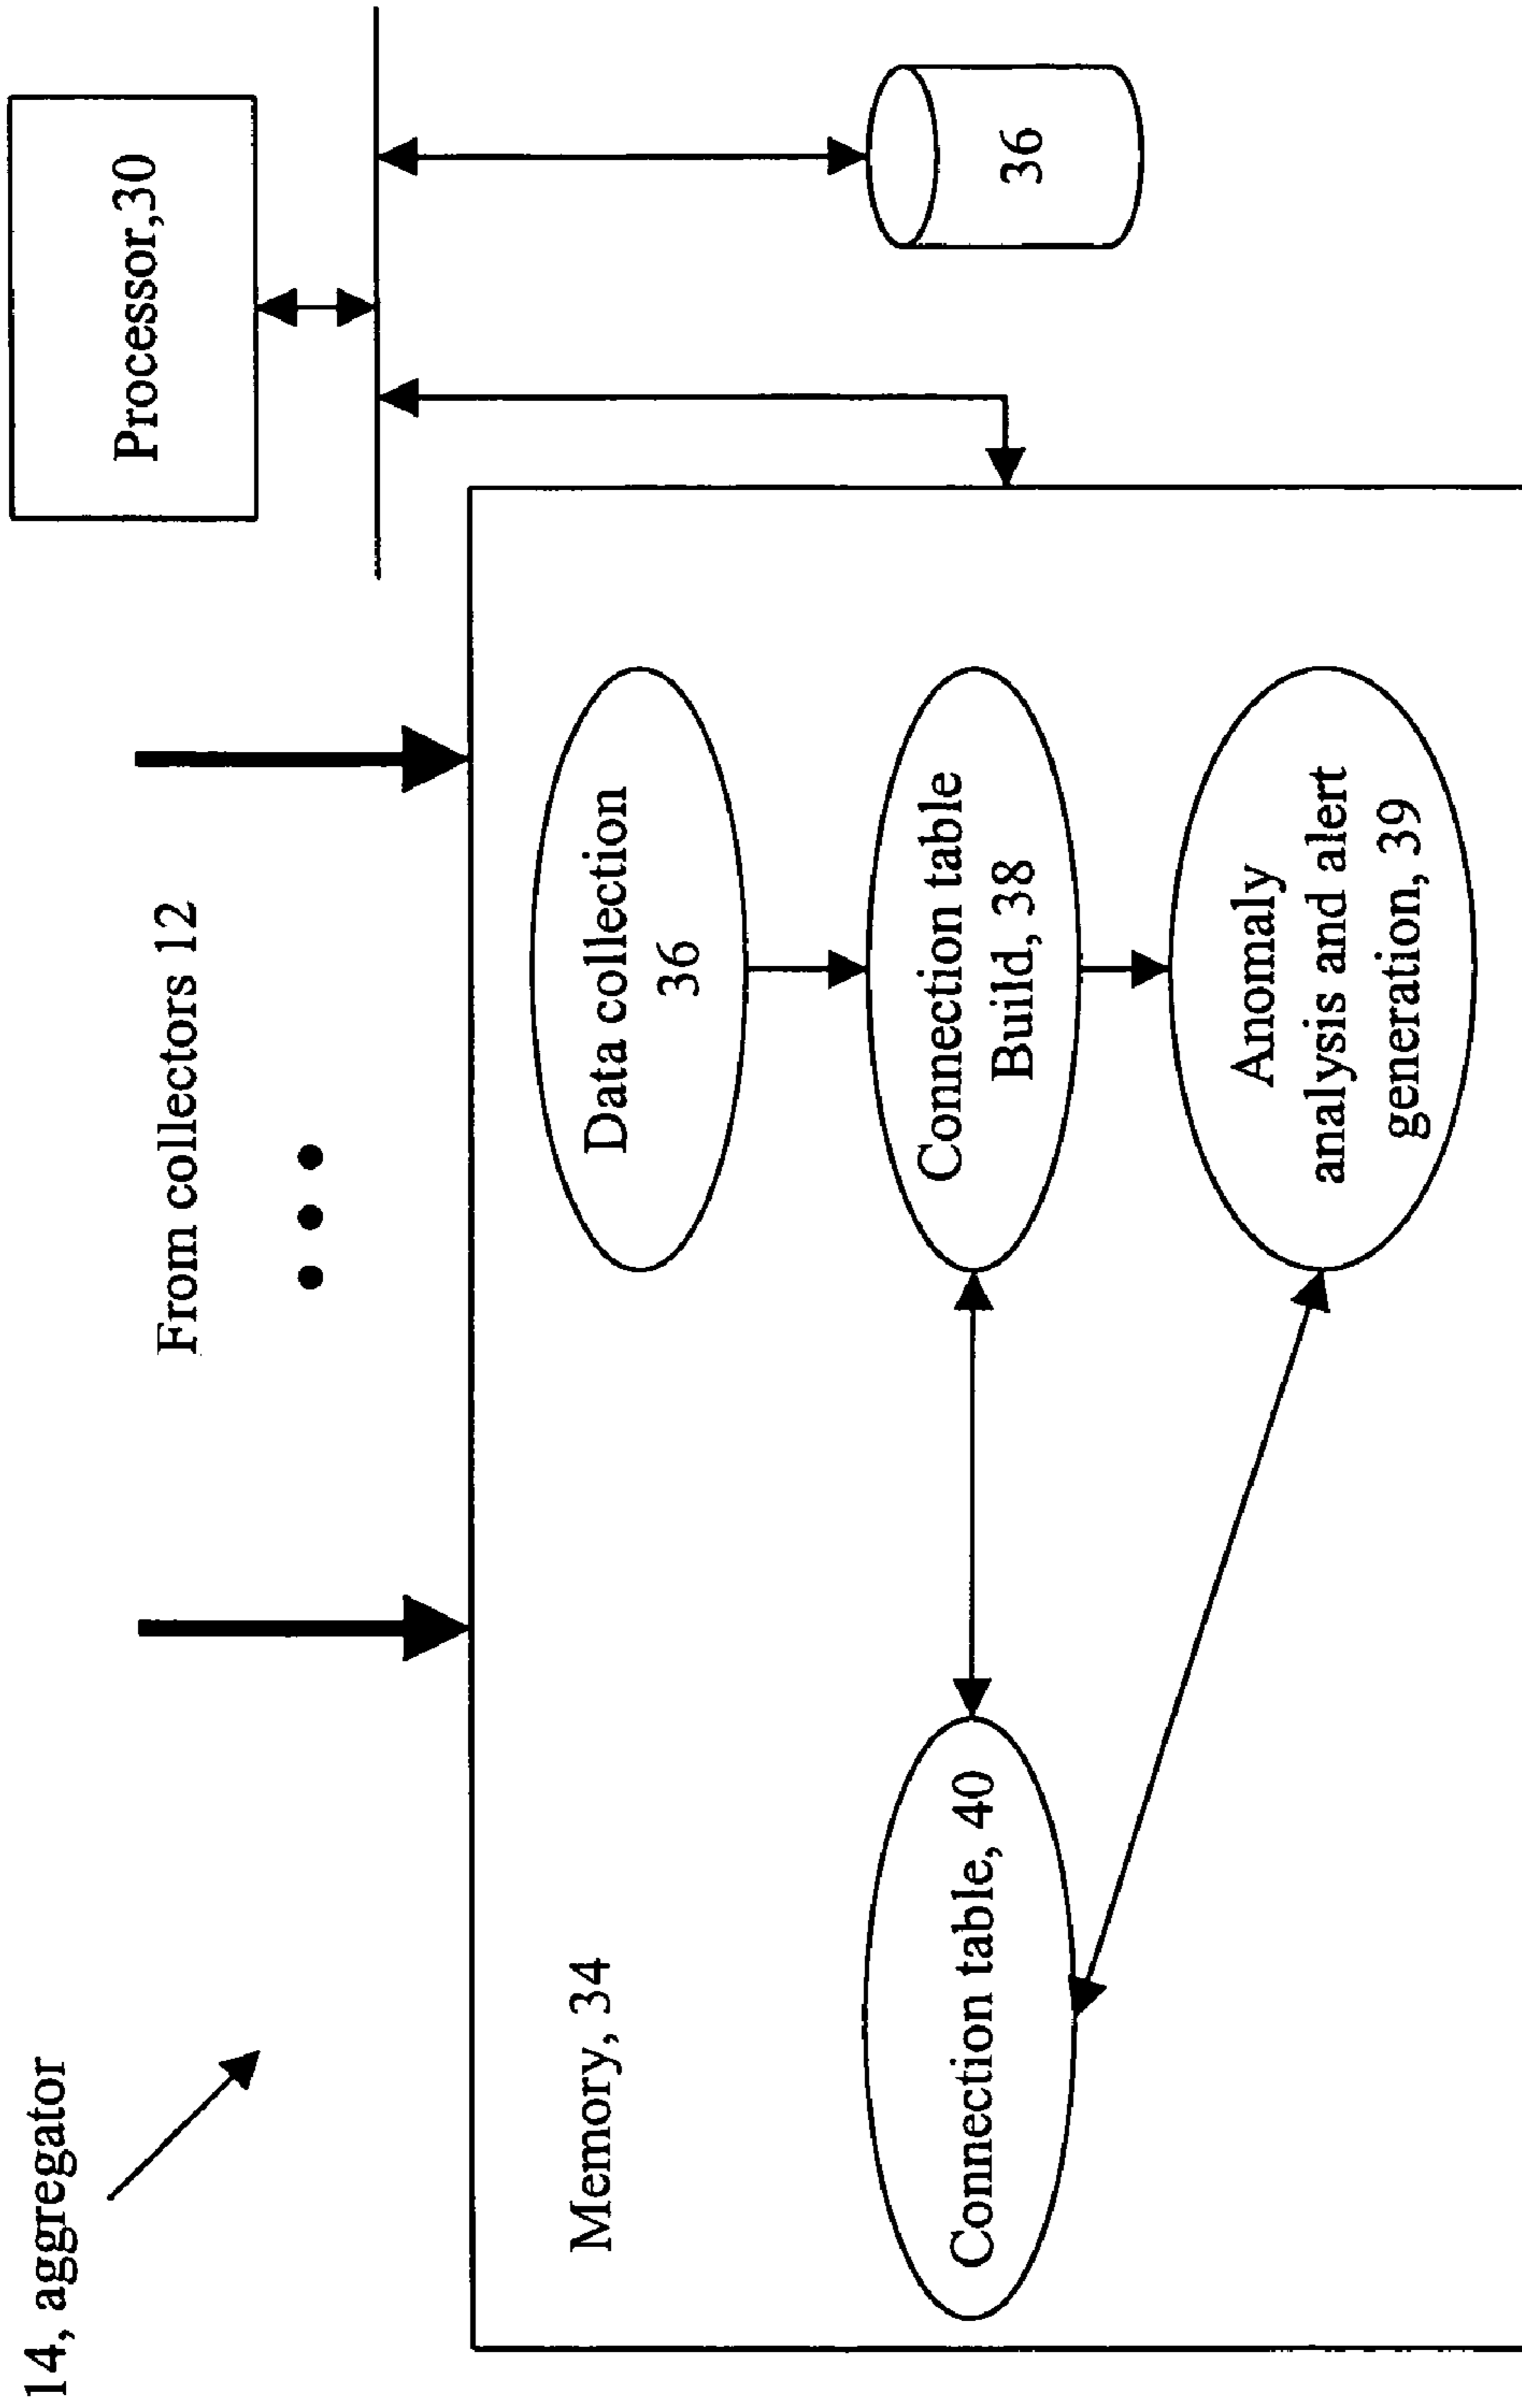 14, aggregator
From collectors 12
Processor,30
Memory, 34
Data collection
36
Connection table, 40
Connection table
Build, 38
36
Anomaly
analysis and alert
generation, 39